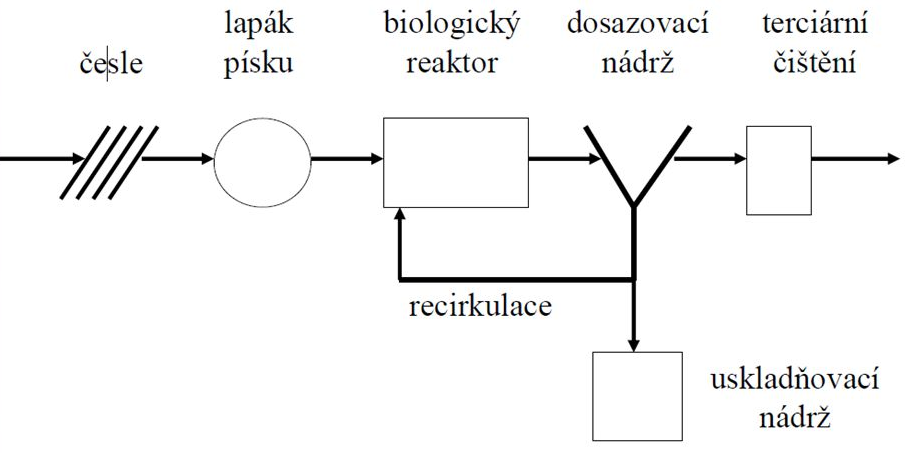 česle
lapák
písku
biologický
reaktor
dosazovací
nádrž
terciární
čištění
recirkulace
uskladňovací
nádrž